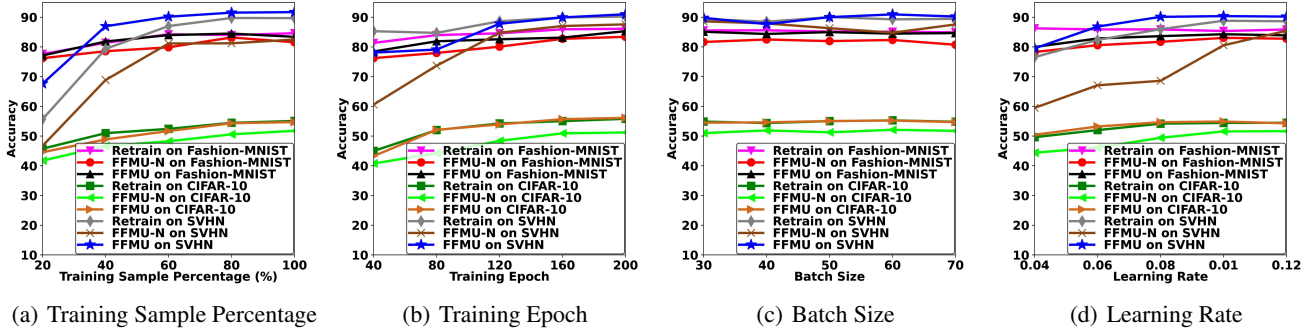 Accuracy
100
90
80
70
60
50
40
30
20
10
Retrain on Fashion-MNIST
FFMU-N on Fashion-MNIST
FFMU on Fashion-MNIST
Retrain on CIFAR-10
FFMU-N on CIFAR-10
FFMU on CIFAR-10
Retrain on SVHN
FFMU-N on SVHN
FFMU on SVHN
20 40 60 80 100
Training Sample Percentage (%)
(a) Training Sample Percentage
Accuracy
100
90
80
70
60
50
40
30
20
10
Retrain on Fashion-MNIST
FFMU-N on Fashion-MNIST
FFMU on Fashion-MNIST
Retrain on CIFAR-10
FFMU-N on CIFAR-10
FFMU on CIFAR-10
Retrain on SVHN
FFMU-N on SVHN
FFMU on SVHN
40 80 120 160 200
Training Epoch
(b) Training Epoch
Accuracy
100
90
80
70
60
50
40
30
20
10
Retrain on Fashion-MNIST
FFMU-N on Fashion-MNIST
FFMU on Fashion-MNIST
Retrain on CIFAR-10
FFMU-N on CIFAR-10
FFMU on CIFAR-10
Retrain on SVHN
FFMU-N on SVHN
FFMU on SVHN
30 40 50 60 70
Batch Size
(c) Batch Size
Accuracy
100
90
80
70
60
50
40
30
20
10
Retrain on Fashion-MNIST
FFMU-N on Fashion-MNIST
FFMU on Fashion-MNIST
Retrain on CIFAR-10
FFMU-N on CIFAR-10
FFMU on CIFAR-10
Retrain on SVHN
FFMU-N on SVHN
FFMU on SVHN
0.04 0.06 0.08 0.01 0.12
Learning Rate
(d) Learning Rate